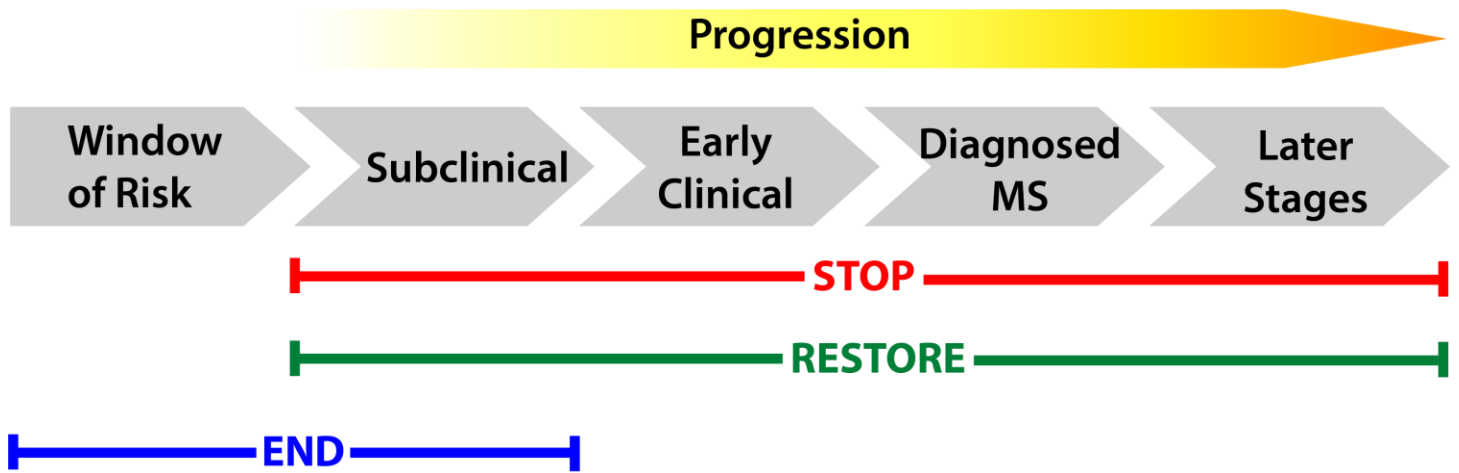 Progression
Window
of Risk
Subclinical
Early
Clinical
Diagnosed
MS
Later
Stages
STOP
RESTORE
END